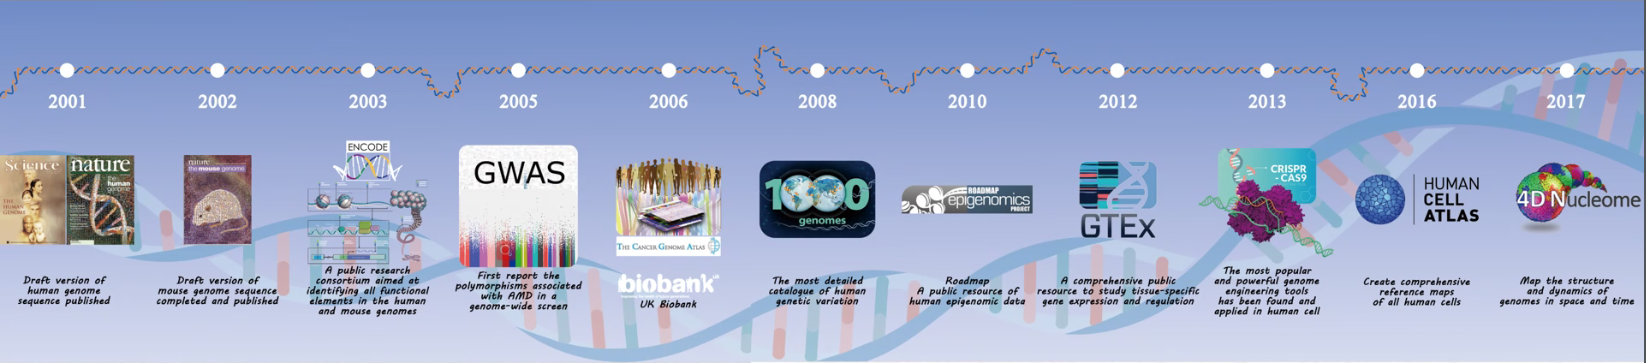 2001
2002
2003
2005
2006
2008
2010
2012
2013
2016
2017
Science
THE
HUMAN
GENOME
nature
the
human
genome
Draft version of
human genome
sequence published
nature
the mouse genome
Draft version of
mouse genome sequence
completed and published
ENCODE
A public research
consortium aimed at
identifying all functional
elements in the human
and mouse genomes
GWAS
First report the
polymorphisms associated
with AMD in a
genome-wide screen
THE CANCER GENOME ATLAS
biobank
UK Biobank
1000
genomes
The most detailed
catalogue of human
genetic variation
ROADMAP
epigenomics
PROJECT
Roadmap
A public resource of
human epigenomic data
GTEx
A comprehensive public
resource to study tissue-specific
gene expression and regulation
CRISPR
- CAS9
The most popular
and powerful genome
engineering tools
has been found and
applied in human cell
HUMAN
CELL
ATLAS
Create comprehensive
reference maps
of all human cells
4D Nucleome
Map the structure
and dynamics of
genomes in space and time